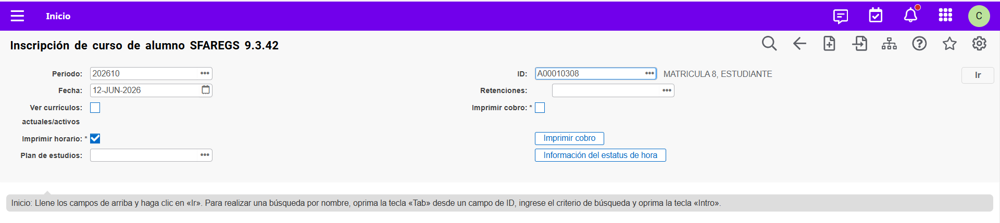 Inicio
C
Inscripción de curso de alumno SFAREGS 9.3.42
Periodo: 202610 ID: A00010308 MATRICULA 8, ESTUDIANTE Ir
Fecha: 12-JUN-2026 Retenciones:
Ver currículos: Imprimir cobro: *
actuales/activos
Imprimir horario: * Imprimir cobro
Plan de estudios: Información del estatus de hora
Inicio: Llene los campos de arriba y haga clic en «Ir». Para realizar una búsqueda por nombre, oprima la tecla «Tab» desde un campo de ID, ingrese el criterio de búsqueda y oprima la tecla «Intro».